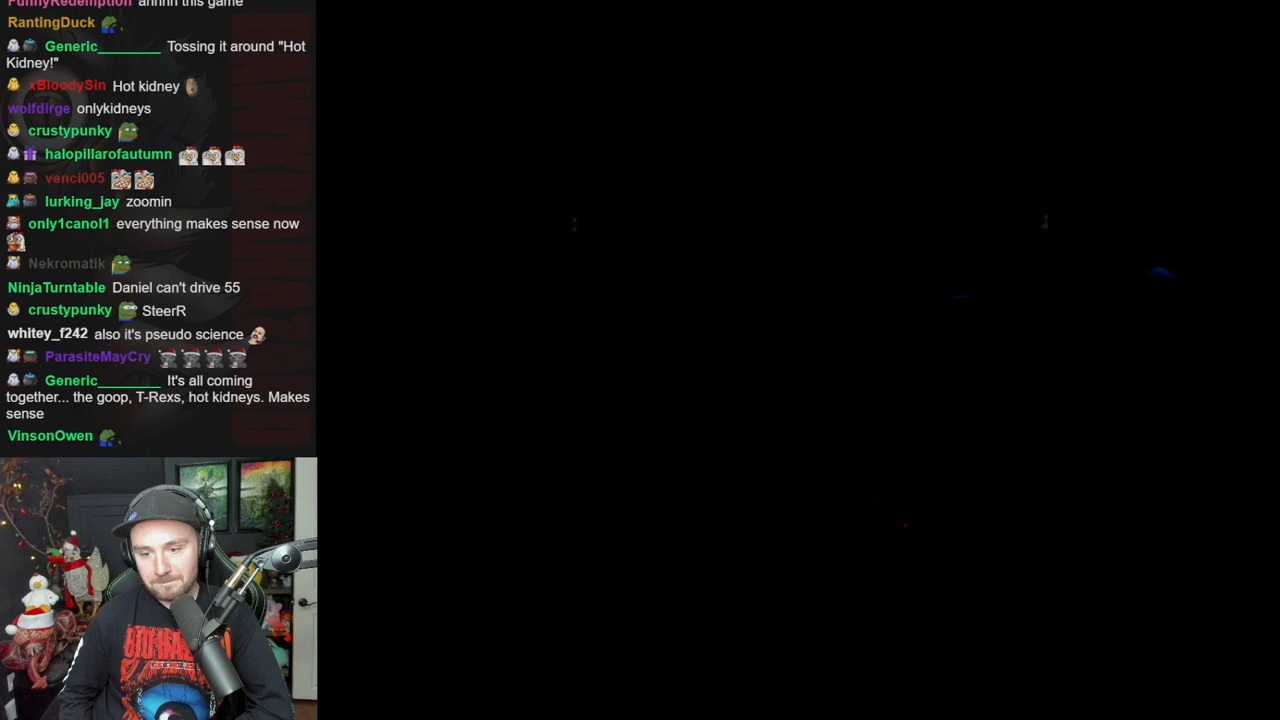 FunnyRedemption ahhhh this game
RantingDuck
Generic________ Tossing it around "Hot
Kidney!"
xBloodySin Hot kidney
wolfdirge onlykidneys
crustypunky
halopillarofautumn
venci005
lurking_jay zoomin
only1canol1 everything makes sense now
Nekromatik
NinjaTurntable Daniel can't drive 55
crustypunky SteerR
whitey_f242 also it's pseudo science
ParasiteMayCry
Generic________ It's all coming
together... the goop, T-Rexs, hot kidneys. Makes
sense
VinsonOwen